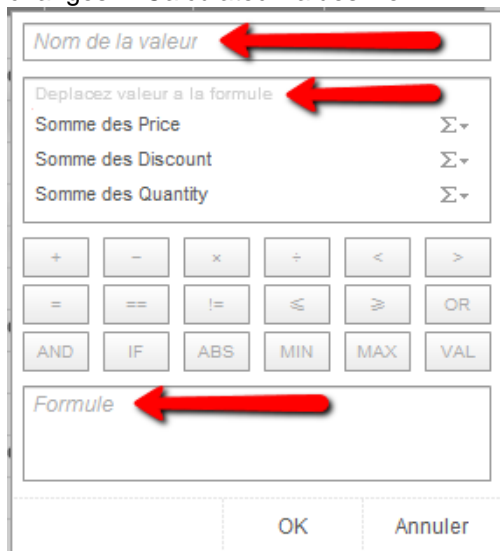 Nom de la valeur
Deplacez valeur a la formule
Somme des Price Σ
Somme des Discount Σ
Somme des Quantity Σ
+ − × ÷ < >
= == != ⩽ ⩾ OR
AND IF ABS MIN MAX VAL
Formule
OK Annuler